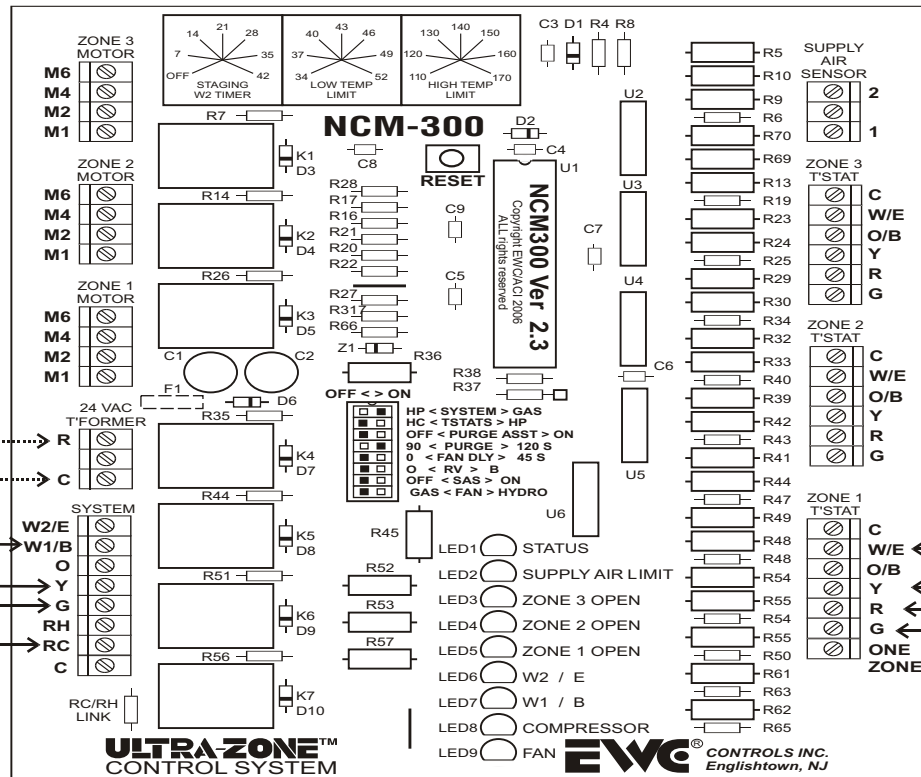 ZONE 3
MOTOR
M6
M4
M2
M1
ZONE 2
MOTOR
M6
M4
M2
M1
ZONE 1
MOTOR
M6
M4
M2
M1
24 VAC
T'FORMER
R
C
SYSTEM
W2/E
W1/B
O
Y
G
RH
RC
C
RC/RH
LINK
OFF 7 14 21 28 35 42
STAGING
W2 TIMER
34 37 40 43 46 49 52
LOW TEMP
LIMIT
110 120 130 140 150 160 170
HIGH TEMP
LIMIT
C3 D1 R4 R8
R7
K1
D3
R14
K2
D4
R26
K3
D5
C1
C2
F1
D6
R35
K4
D7
R44
K5
D8
R51
K6
D9
R56
K7
D10
NCM-300
C8
RESET
D2
C4
U1
R28
R17
R16
R21
R20
R22
R27
R317
R66
Z1
R36
C9
C5
NCM300 Ver 2.3
Copyright EWC/ACI 2006
ALL rights reserved
R38
R37
C7
U2
U3
U4
C6
U5
U6
OFF < > ON
HP < SYSTEM > GAS
HC < TSTATS > HP
OFF < PURGE ASST > ON
90 < PURGE > 120 S
0 < FAN DLY > 45 S
O < RV > B
OFF < SAS > ON
GAS < FAN > HYDRO
R45
R52
R53
R57
LED1 STATUS
LED2 SUPPLY AIR LIMIT
LED3 ZONE 3 OPEN
LED4 ZONE 2 OPEN
LED5 ZONE 1 OPEN
LED6 W2 / E
LED7 W1 / B
LED8 COMPRESSOR
LED9 FAN
R5
R10
R9
R6
R70
R69
R13
R19
R23
R24
R25
R29
R30
R34
R32
R33
R40
R39
R42
R43
R41
R44
R47
R49
R48
R48
R54
R55
R54
R55
R50
R61
R63
R62
R65
SUPPLY
AIR
SENSOR
2
1
ZONE 3
T'STAT
C
W/E
O/B
Y
R
G
ZONE 2
T'STAT
C
W/E
O/B
Y
R
G
ZONE 1
T'STAT
C
W/E
O/B
Y
R
G
ONE
ZONE
ULTRA-ZONE™
CONTROL SYSTEM
EWC® CONTROLS INC.
Englishtown, NJ